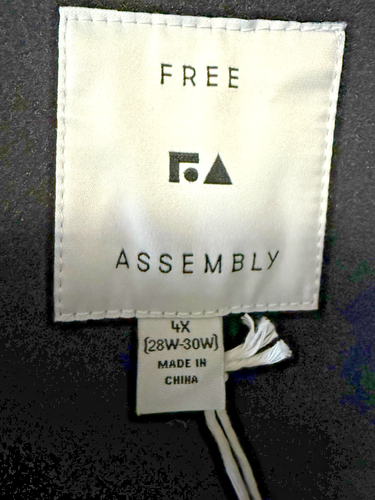 FREE
ASSEMBLY
4X
(28W-30W)
MADE IN
CHINA